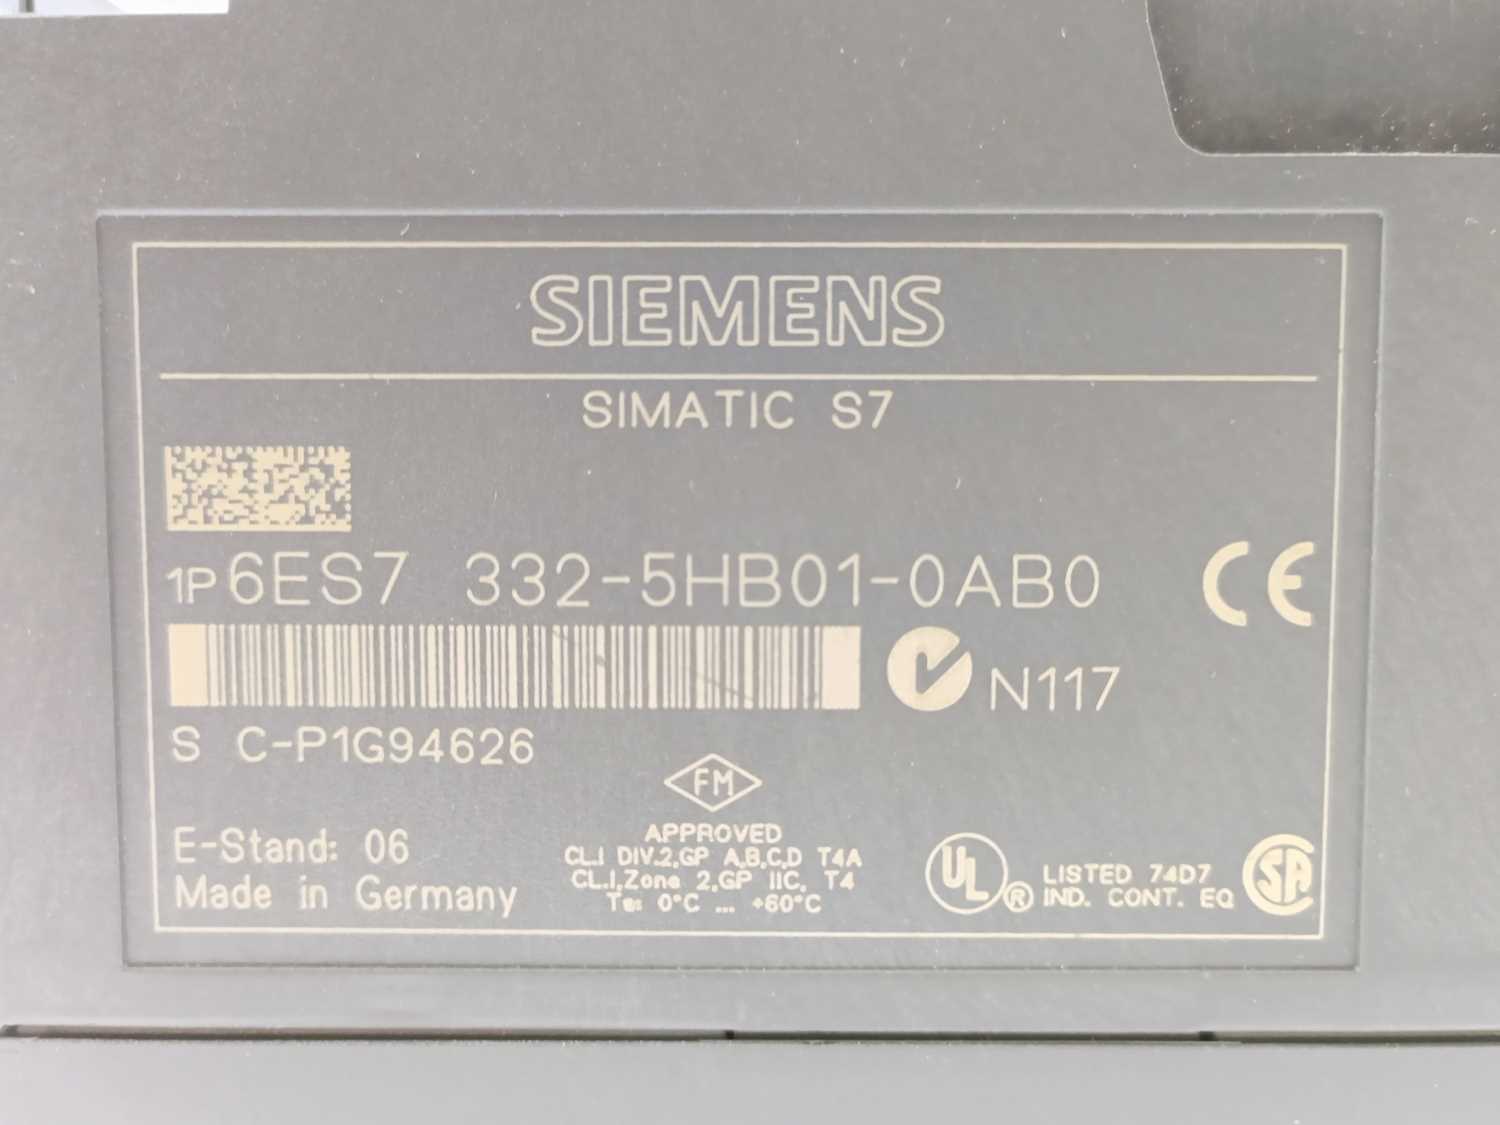 SIEMENS
SIMATIC S7
1P 6ES7 332-5HB01-0AB0
CE
N117
S C-P1G94626
FM
APPROVED
CL.I DIV.2,GP A,B,C,D T4A
CL.I,Zone 2,GP IIC, T4
Ta: 0°C ... +60°C
E-Stand: 06
Made in Germany
UL ® LISTED 74D7
IND. CONT. EQ
SA